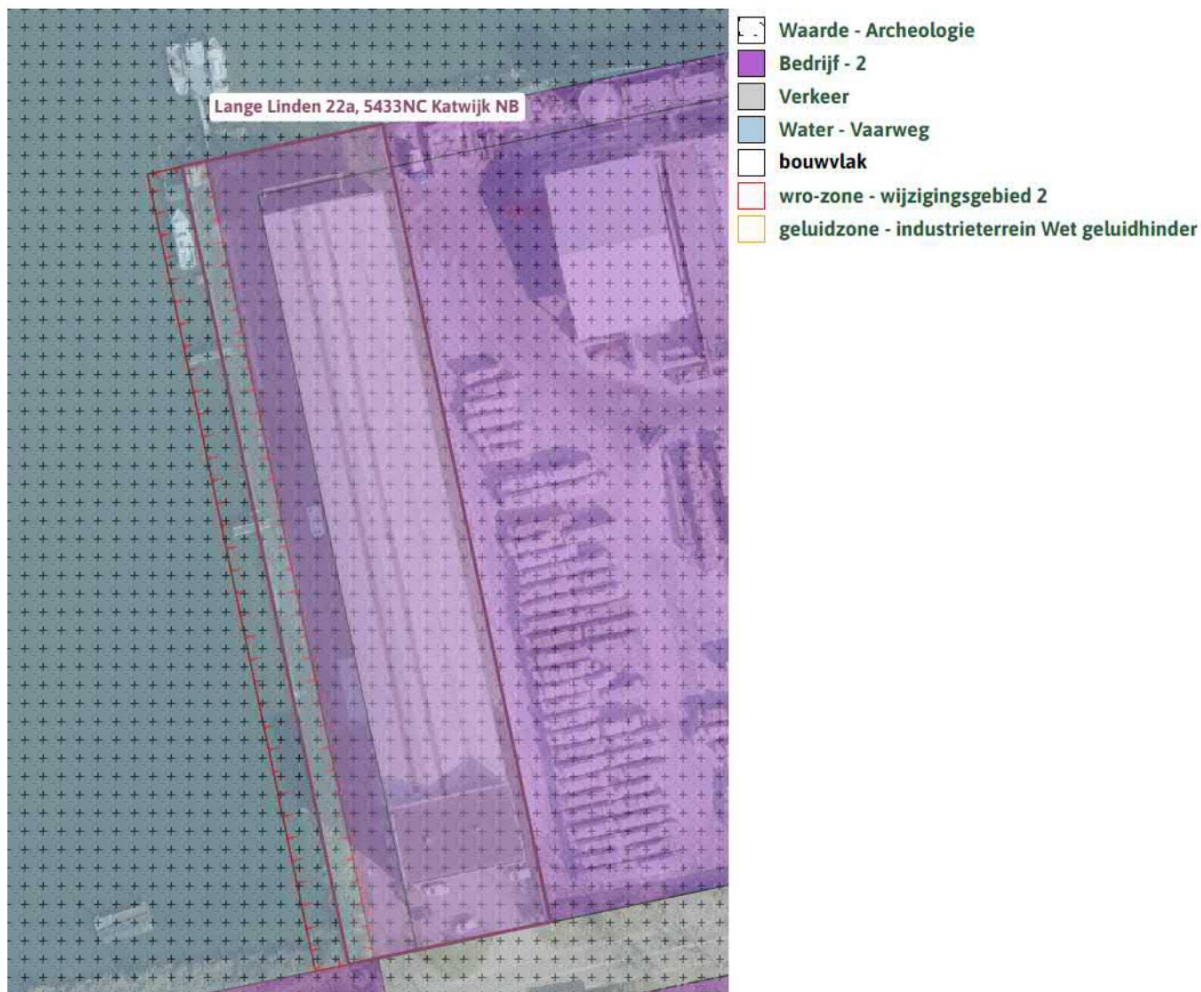 Lange Linden 22a, 5433NC Katwijk NB
Waarde - Archeologie
Bedrijf - 2
Verkeer
Water - Vaarweg
bouwvlak
wro-zone - wijzigingsgebied 2
geluidzone - industrieterrein Wet geluidhinder